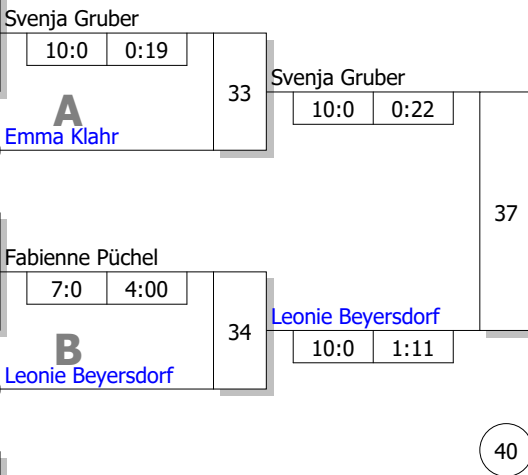 Svenja Gruber
10:0 0:19
33
A
Emma Klahr
Svenja Gruber
10:0 0:22
37
Fabienne Püchel
7:0 4:00
34
B
Leonie Beyersdorf
Leonie Beyersdorf
10:0 1:11
40